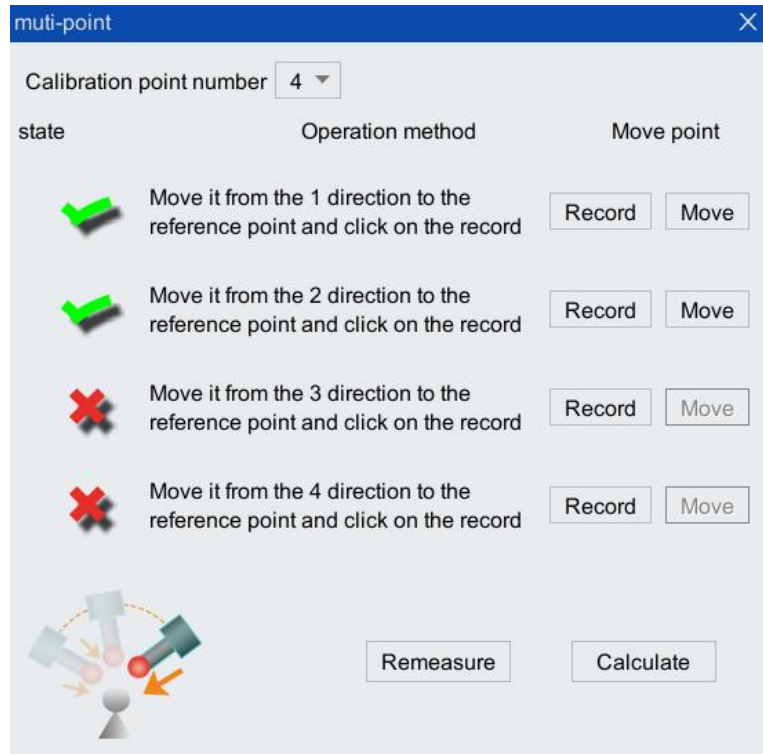 muti-point
Calibration point number 4
state Operation method Move point
Move it from the 1 direction to the
reference point and click on the record
Record Move
Move it from the 2 direction to the
reference point and click on the record
Record Move
Move it from the 3 direction to the
reference point and click on the record
Record Move
Move it from the 4 direction to the
reference point and click on the record
Record Move
Remeasure Calculate